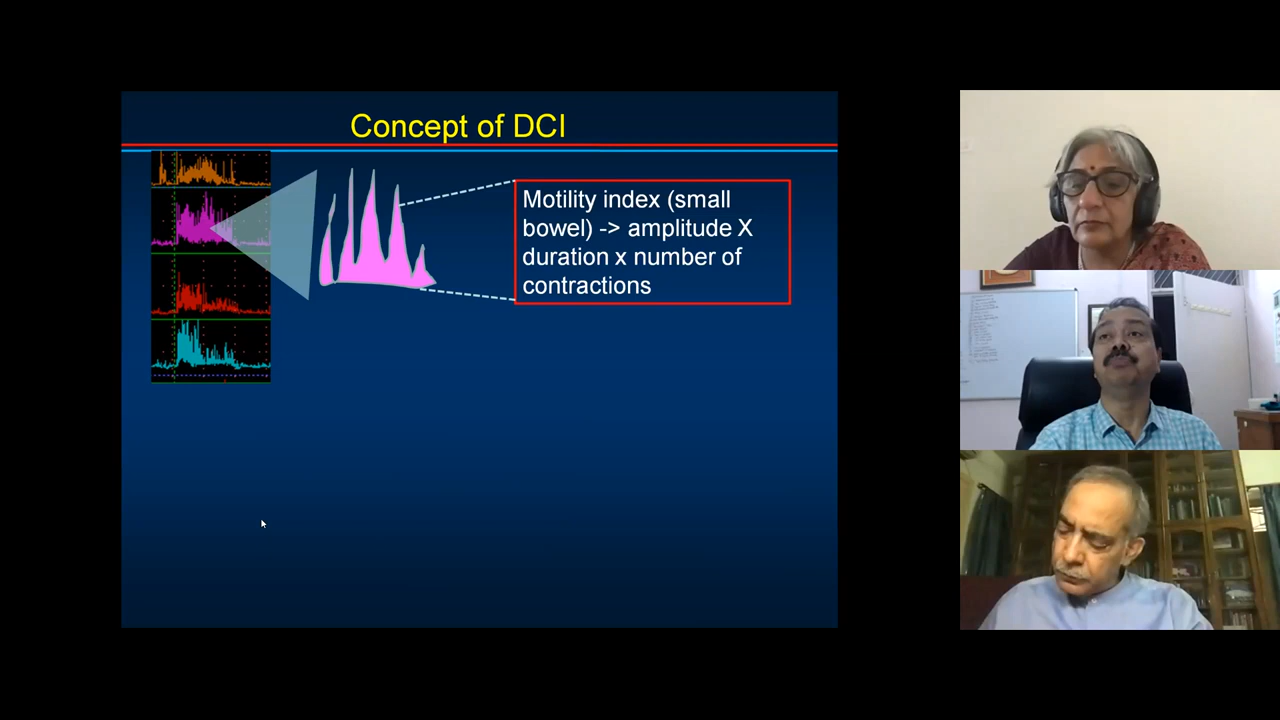 Concept of DCI
Motility index (small
bowel) -> amplitude X
duration x number of
contractions